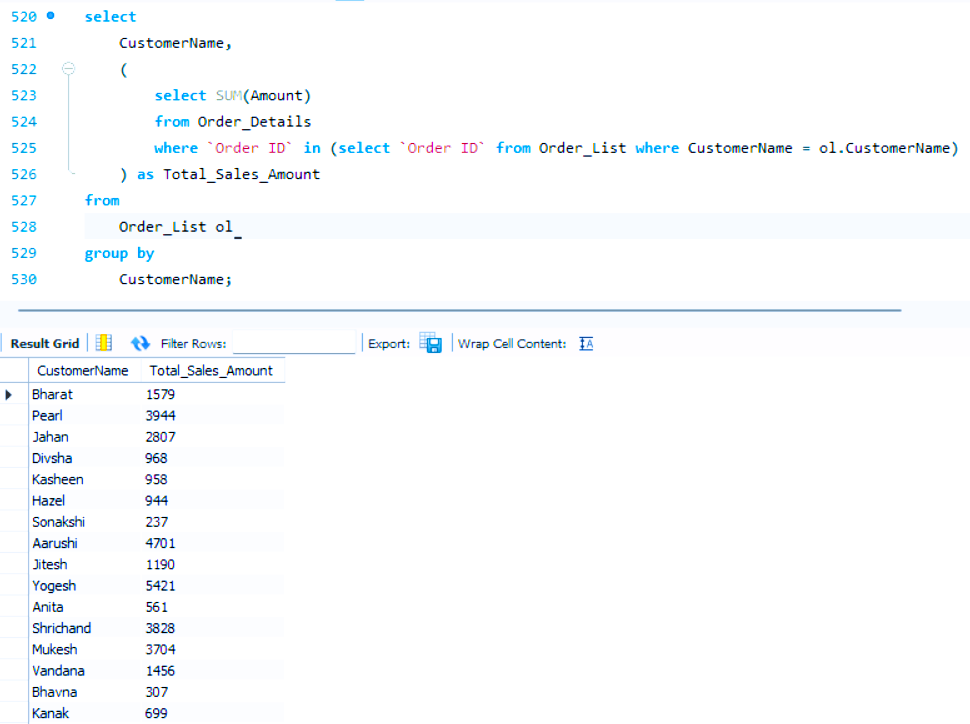 520 select
521 CustomerName,
522 (
523 select SUM(Amount)
524 from Order_Details
525 where `Order ID` in (select `Order ID` from Order_List where CustomerName = ol.CustomerName)
526 ) as Total_Sales_Amount
527 from
528 Order_List ol
529 group by
530 CustomerName;
Result Grid Filter Rows: Export: Wrap Cell Content:
CustomerName Total_Sales_Amount
Bharat 1579
Pearl 3944
Jahan 2807
Divsha 968
Kasheen 958
Hazel 944
Sonakshi 237
Aarushi 4701
Jitesh 1190
Yogesh 5421
Anita 561
Shrichand 3828
Mukesh 3704
Vandana 1456
Bhavna 307
Kanak 699